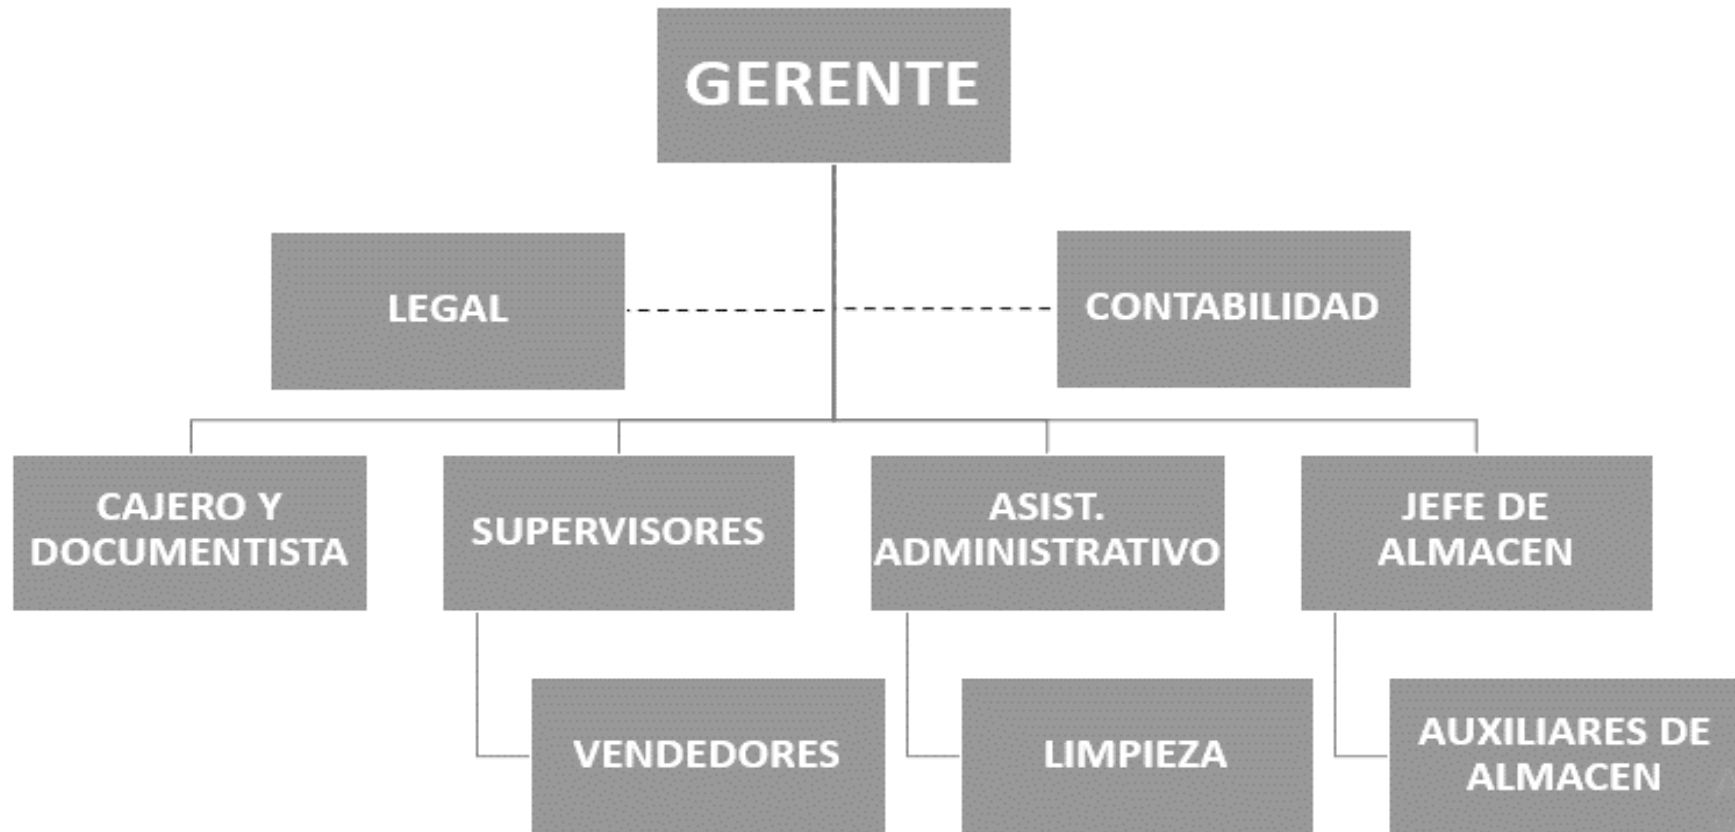 GERENTE
LEGAL
CONTABILIDAD
CAJERO Y
DOCUMENTISTA
SUPERVISORES
ASIST.
ADMINISTRATIVO
JEFE DE
ALMACEN
VENDEDORES
LIMPIEZA
AUXILIARES DE
ALMACEN